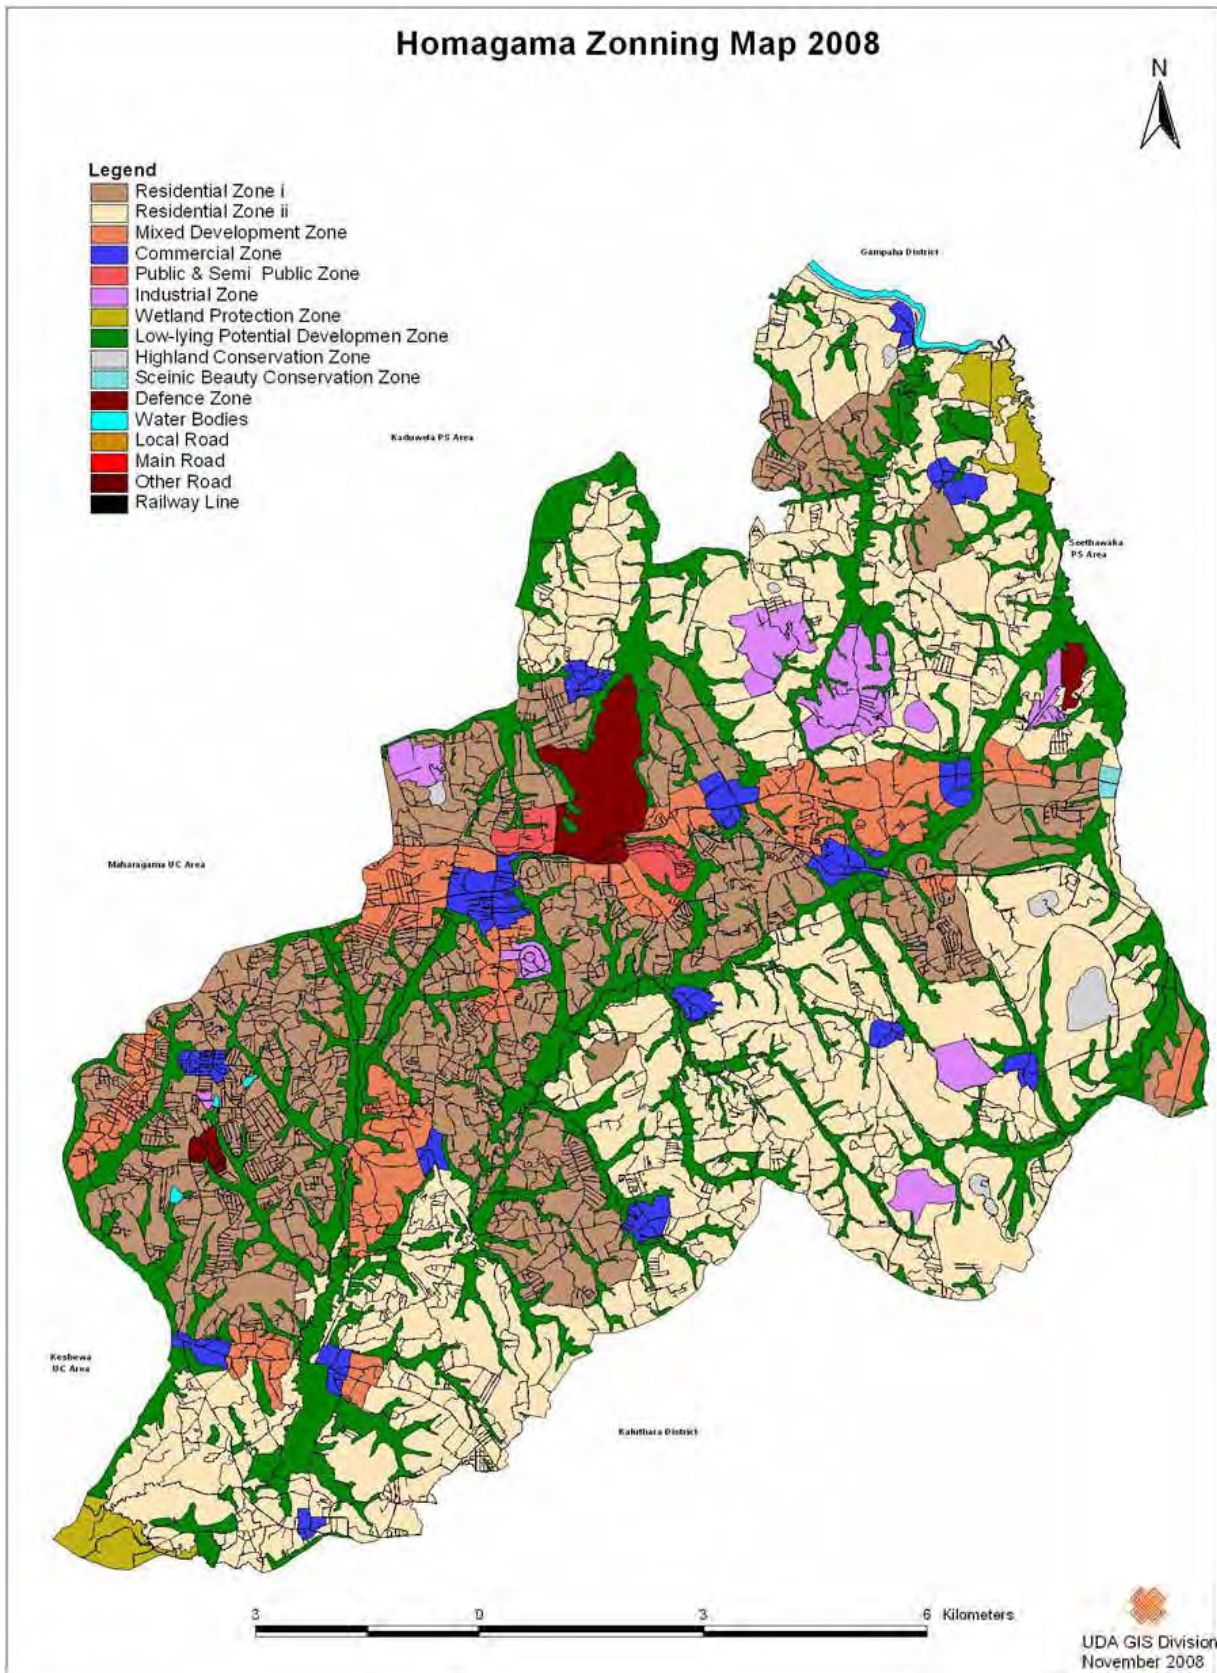 Homagama Zonning Map 2008
N
Legend
Residential Zone i
Residential Zone ii
Mixed Development Zone
Commercial Zone
Public & Semi Public Zone
Industrial Zone
Wetland Protection Zone
Low-lying Potential Developmen Zone
Highland Conservation Zone
Sceinic Beauty Conservation Zone
Defence Zone
Water Bodies
Local Road
Main Road
Other Road
Railway Line
Gampaha District
Kaduwela PS Area
Seethawaka
PS Area
Maharagama UC Area
Kesbewa
UC Area
Kaluthara District
3 0 3 6 Kilometers
UDA GIS Division
November 2008